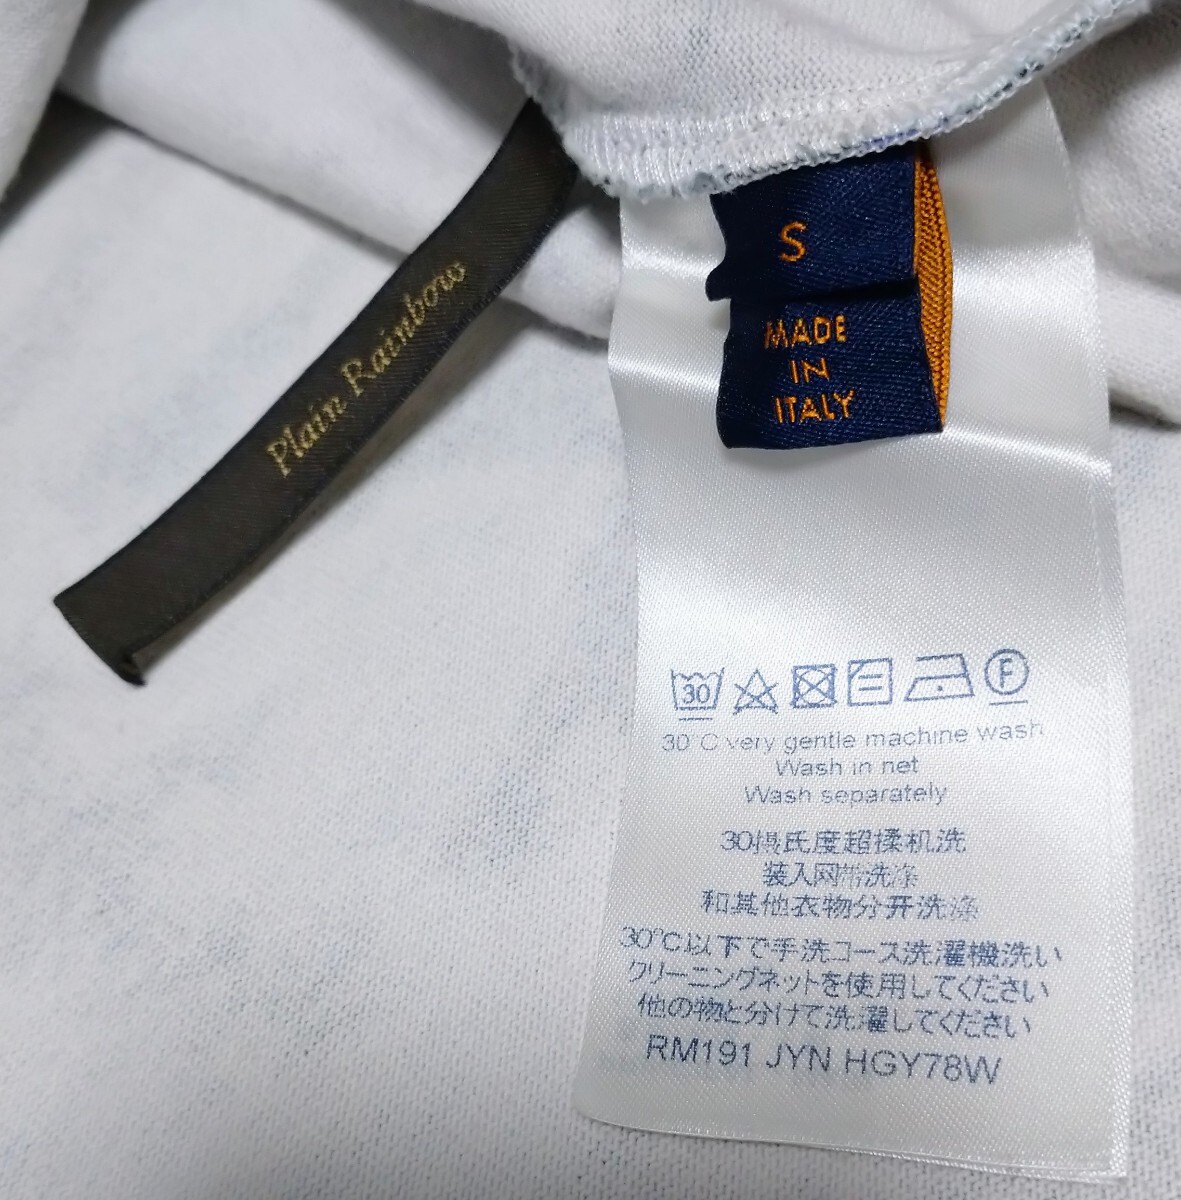 Plain Rainbow
S
MADE
IN
ITALY
30
F
30°C very gentle machine wash
Wash in net
Wash separately
30摄氏度超揉机洗
装入网带洗涤
和其他衣物分开洗涤
30℃以下で手洗コース洗濯機洗い
クリーニングネットを使用してください
他の物と分けて洗濯してください
RM191 JYN HGY78W